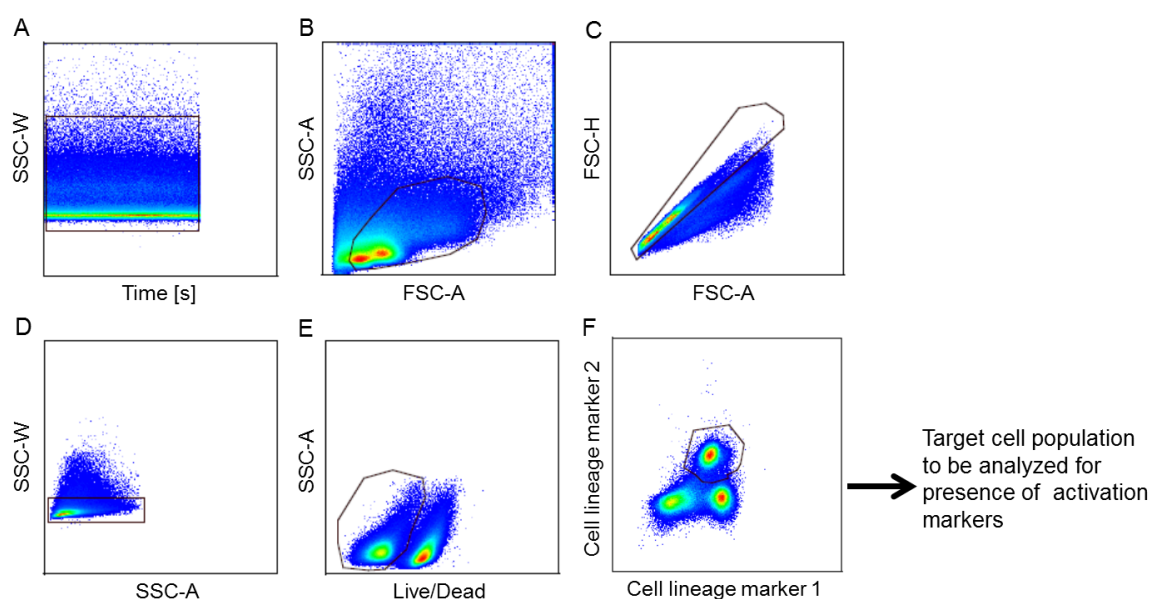 A
SSC-W
Time [s]
B
SSC-A
FSC-A
C
FSC-H
FSC-A
D
SSC-W
SSC-A
E
SSC-A
Live/Dead
F
Cell lineage marker 2
Cell lineage marker 1
Target cell population
to be analyzed for
presence of activation
markers